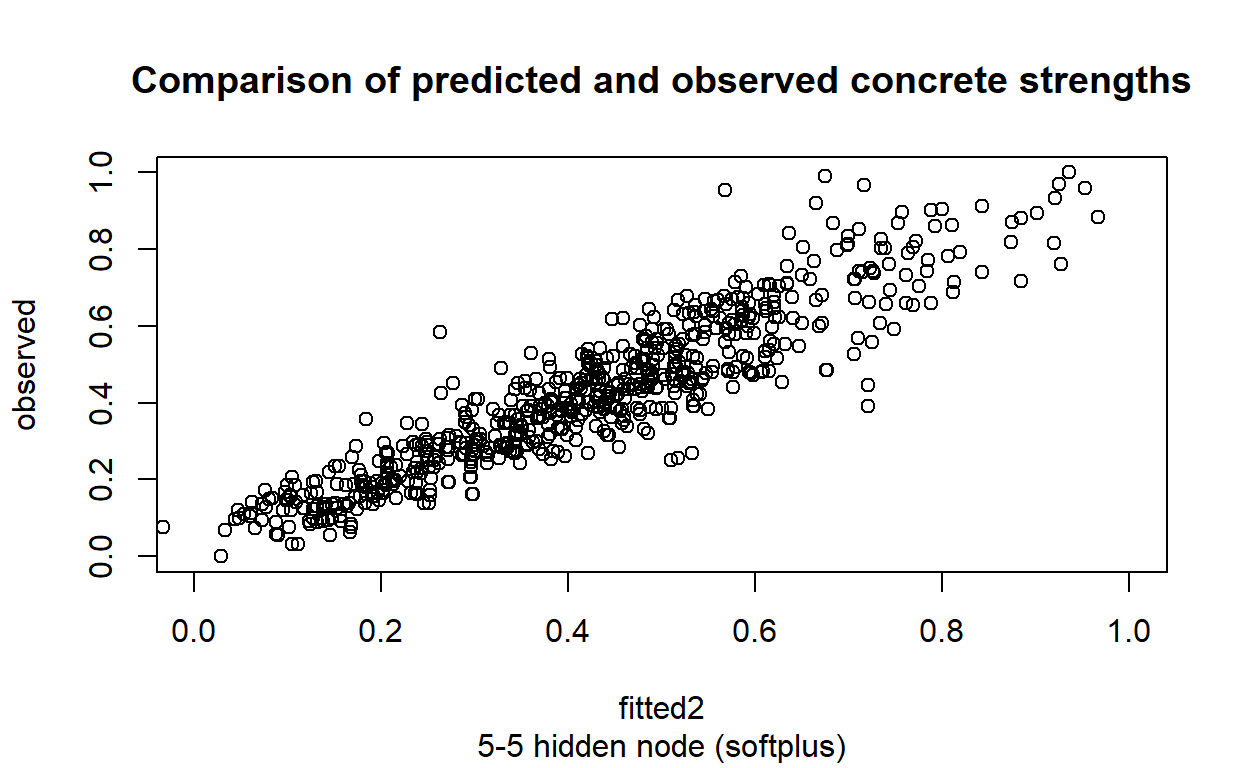 Comparison of predicted and observed concrete strengths
observed
1.0
0.8
0.6
0.4
0.2
0.0
0.0 0.2 0.4 0.6 0.8 1.0
fitted2
5-5 hidden node (softplus)